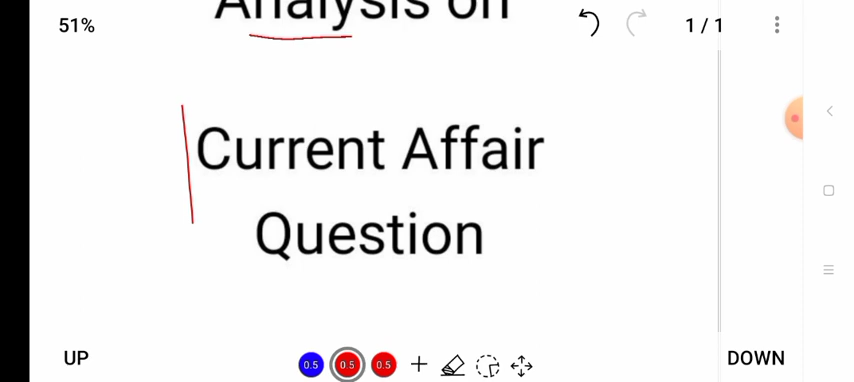 Analysis on
51%
1 / 1
Current Affair
Question
UP
0.5
0.5
0.5
DOWN